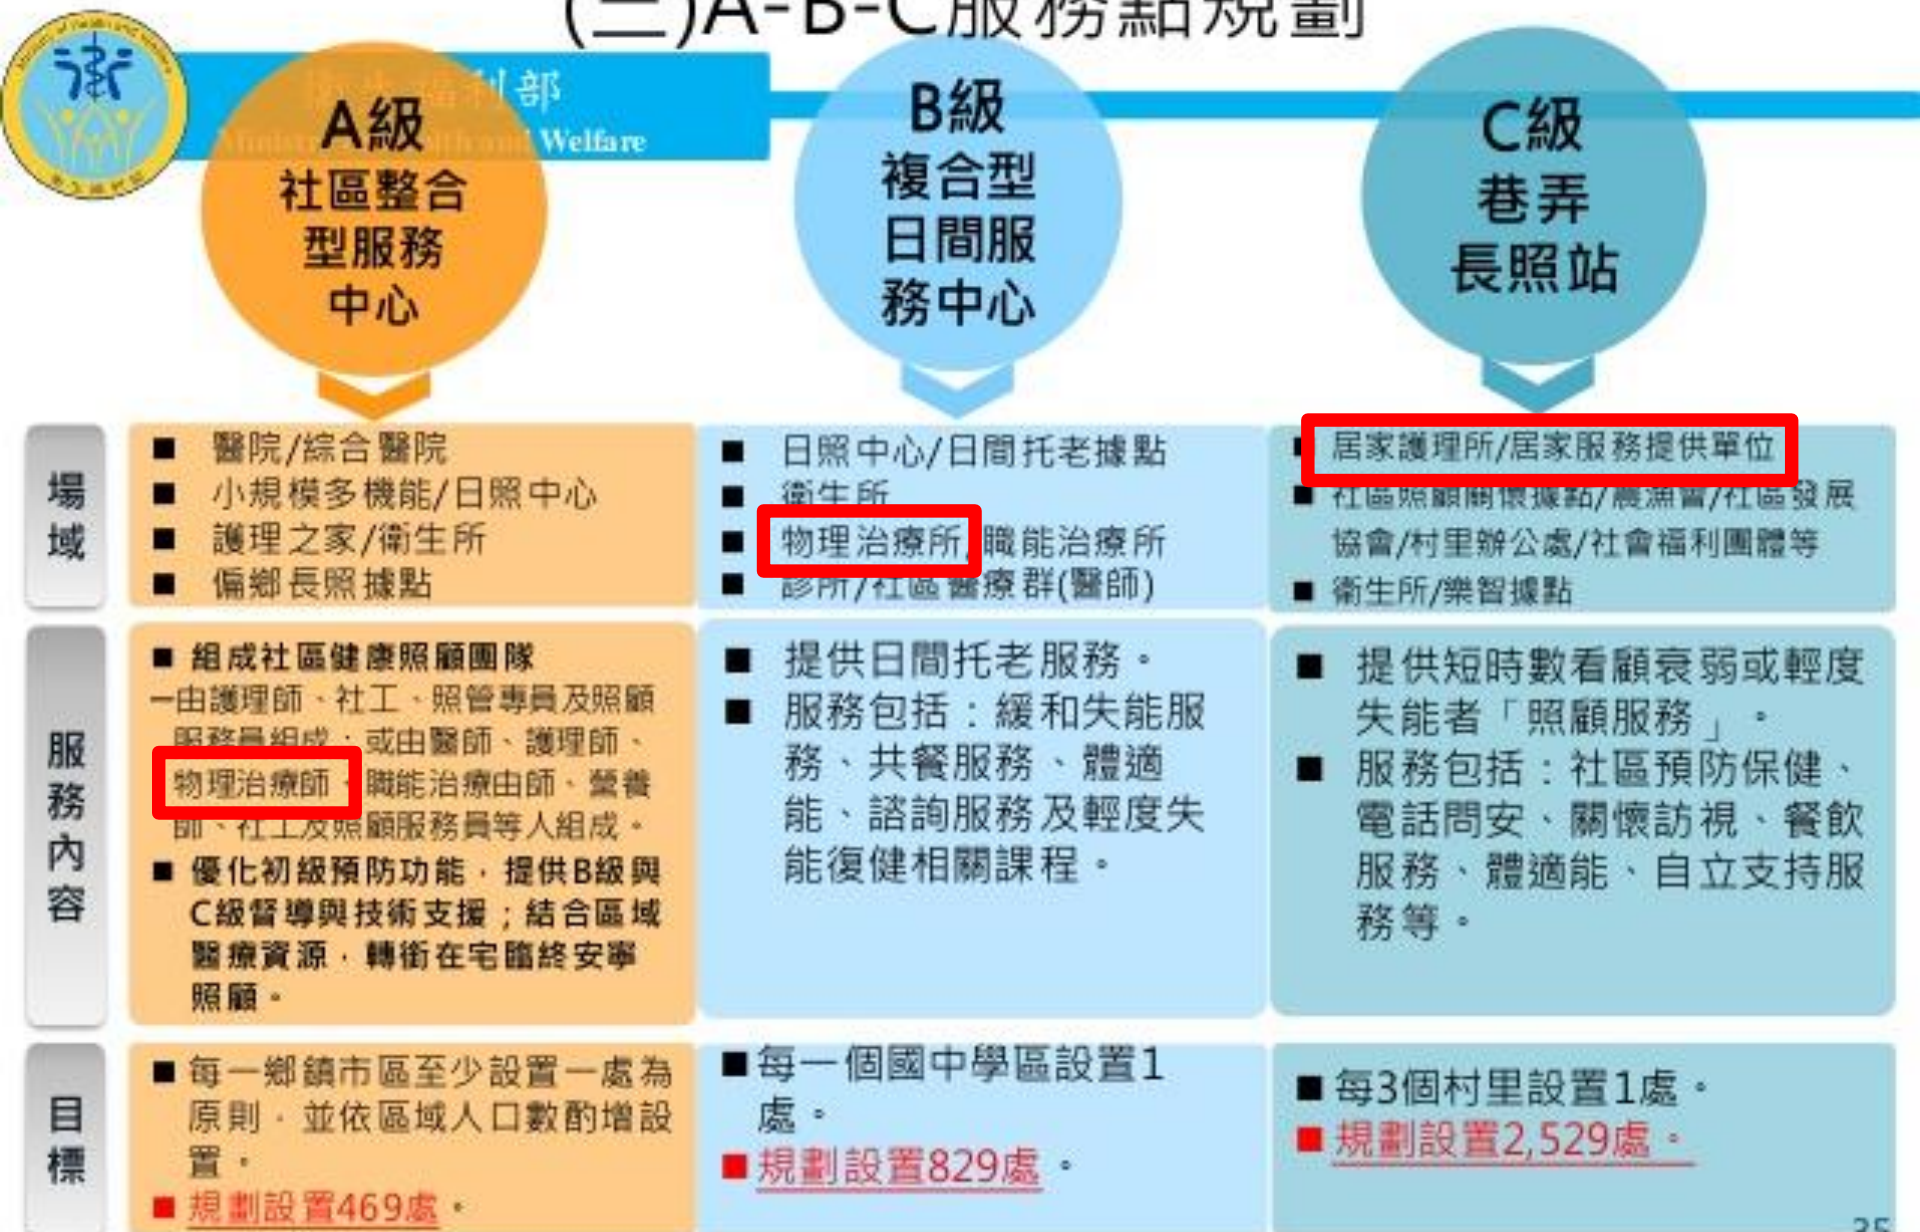 (三)A-B-C服務點規劃
利部
Welfare
A級
社區整合
型服務
中心
B級
複合型
日間服
務中心
C級
巷弄
長照站
場域
■ 醫院/綜合醫院
■ 小規模多機能/日照中心
■ 護理之家/衛生所
■ 偏鄉長照據點
■ 日照中心/日間托老據點
■ 衛生所
■ 物理治療所/職能治療所
■ 診所/社區醫療群(醫師)
■ 居家護理所/居家服務提供單位
■ 社區照顧關懷據點/農漁會/社區發展
協會/村里辦公處/社會福利團體等
■ 衛生所/樂智據點
服務內容
■ 組成社區健康照顧團隊
–由護理師、社工、照管專員及照顧
服務員組成；或由醫師、護理師、
物理治療師、職能治療由師、營養
師、社工及照顧服務員等人組成。
■ 優化初級預防功能，提供B級與
C級督導與技術支援；結合區域
醫療資源，轉銜在宅臨終安寧
照顧。
■ 提供日間托老服務。
■ 服務包括：緩和失能服
務、共餐服務、體適
能、諮詢服務及輕度失
能復健相關課程。
■ 提供短時數看顧衰弱或輕度
失能者「照顧服務」。
■ 服務包括：社區預防保健、
電話問安、關懷訪視、餐飲
服務、體適能、自立支持服
務等。
目標
■ 每一鄉鎮市區至少設置一處為
原則，並依區域人口數酌增設
置。
■ 規劃設置469處。
■ 每一個國中學區設置1
處。
■ 規劃設置829處。
■ 每3個村里設置1處。
■ 規劃設置2,529處。
35